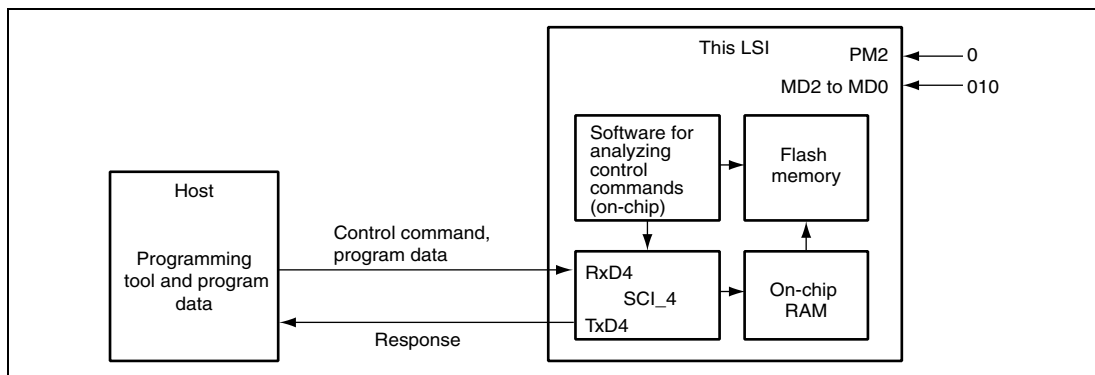 This LSI
PM2
0
MD2 to MD0
010
Software for
analyzing
control
commands
(on-chip)
Flash
memory
Host
Programming
tool and program
data
Control command,
program data
Response
RxD4
SCI_4
TxD4
On-chip
RAM